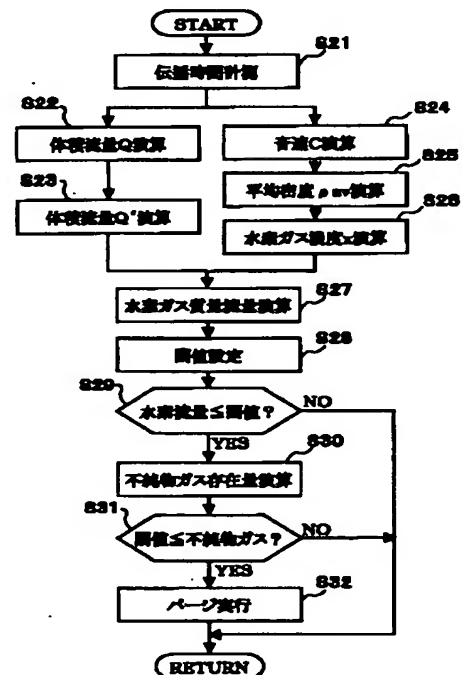 START
S21
伝播時間計測
S22
体積流量Q演算
S24
音速C演算
S25
平均密度ρav演算
S23
体積流量Q'演算
S26
水素ガス濃度x演算
S27
水素ガス質量流量演算
S28
閾値設定
S29
水素流量≦閾値?
NO
YES
S30
不純物ガス存在量演算
S31
閾値≦不純物ガス?
NO
YES
S32
パージ実行
RETURN